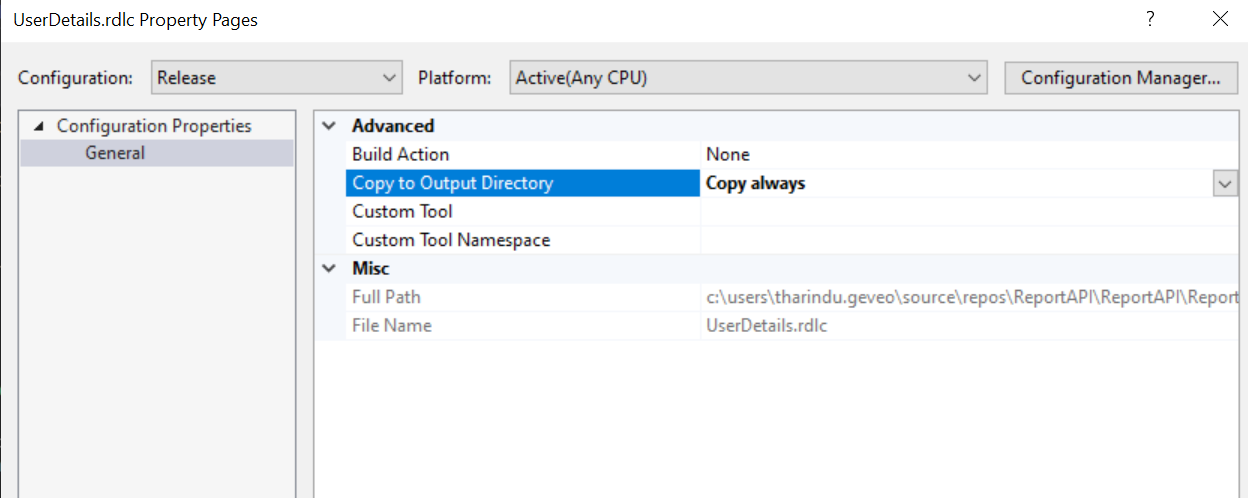 UserDetails.rdlc Property Pages ?
Configuration: Release Platform: Active(Any CPU) Configuration Manager...
Configuration Properties
General
Advanced
Build Action None
Copy to Output Directory Copy always
Custom Tool
Custom Tool Namespace
Misc
Full Path c:\users\tharindu.geveo\source\repos\ReportAPI\ReportAPI\Report
File Name UserDetails.rdlc